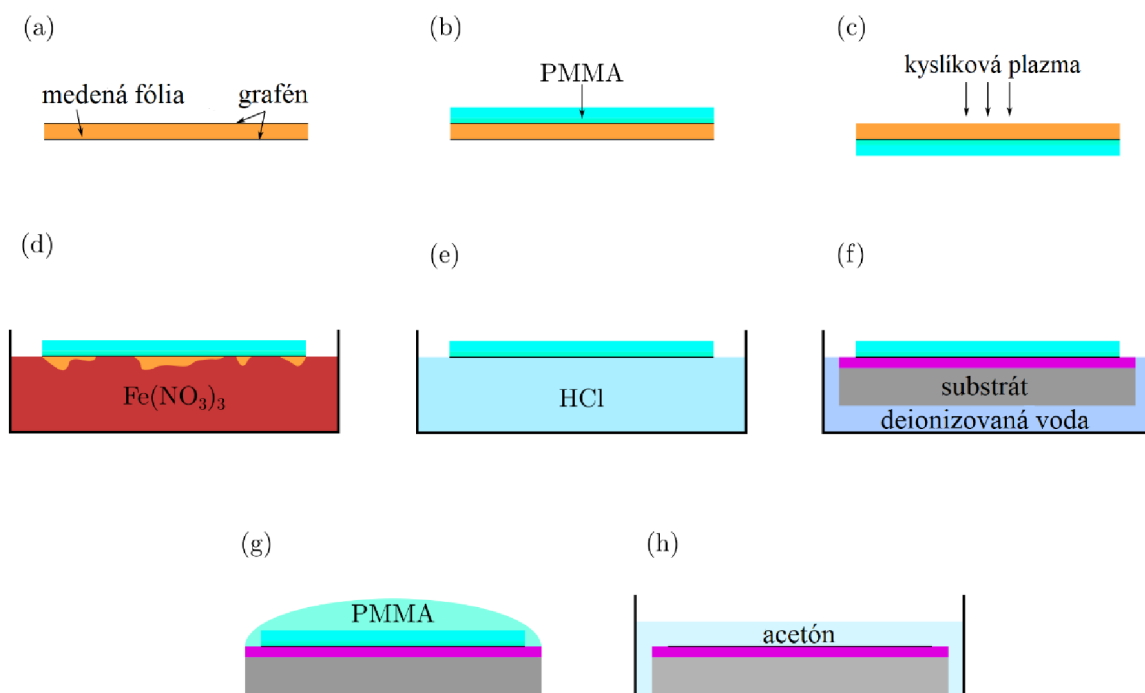 (a)
medená fólia
grafén
(b)
PMMA
(c)
kyslíková plazma
(d)
Fe(NO₃)₃
(e)
HCl
(f)
substrát
deionizovaná voda
(g)
PMMA
(h)
acetón